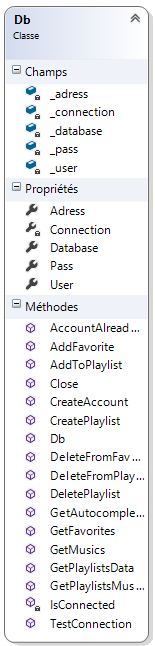 Db
Classe
Champs
_adress
_connection
_database
_pass
_user
Propriétés
Adress
Connection
Database
Pass
User
Méthodes
AccountAlread...
AddFavorite
AddToPlaylist
Close
CreateAccount
CreatePlaylist
Db
DeleteFromFav...
DeleteFromPlay...
DeletePlaylist
GetAutocomple...
GetFavorites
GetMusics
GetPlaylistsData
GetPlaylistsMus...
IsConnected
TestConnection